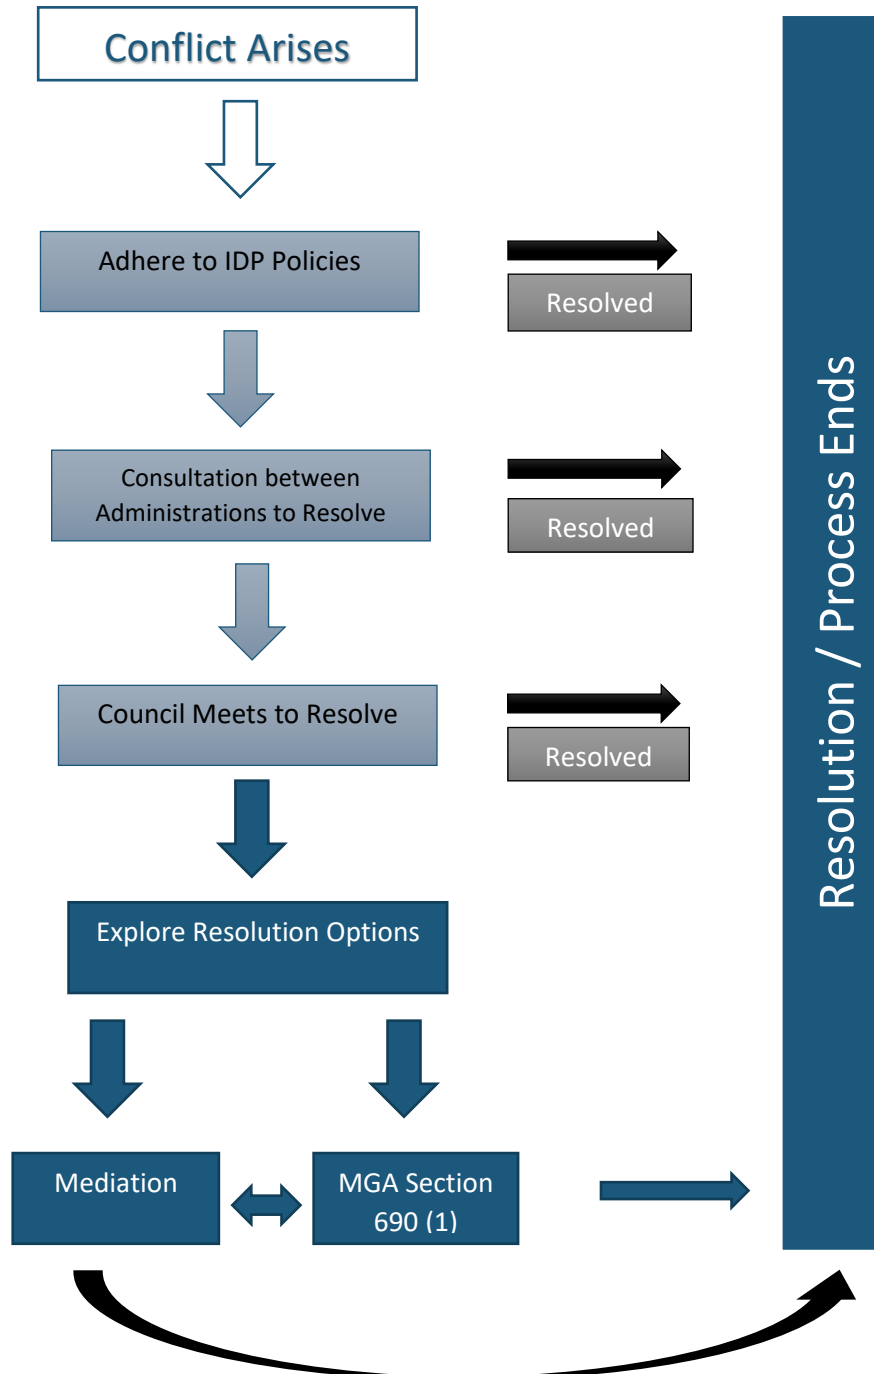 Conflict Arises
Adhere to IDP Policies
Resolved
Consultation between
Administrations to Resolve
Resolved
Council Meets to Resolve
Resolved
Explore Resolution Options
Mediation
MGA Section
690 (1)
Resolution / Process Ends